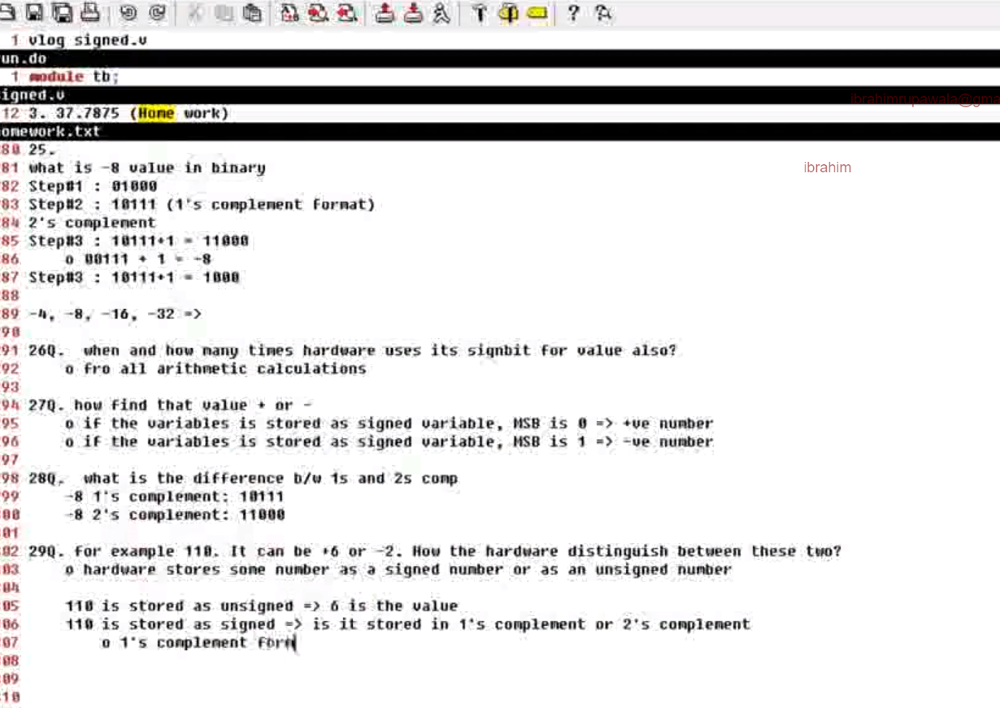 1 vlog signed.v
un.do
1 module tb;
igned.v
ibrahimrupawala@gma
12 3. 37.7875 (Home work)
omework.txt
80 25.
81 what is -8 value in binary
ibrahim
82 Step#1 : 01000
83 Step#2 : 10111 (1's complement format)
84 2's complement
85 Step#3 : 10111+1 = 11000
86 o 00111 + 1 = -8
87 Step#3 : 10111+1 = 1000
88
89 -4, -8, -16, -32 =>
90
91 26Q. when and how many times hardware uses its signbit for value also?
92 o fro all arithmetic calculations
93
94 27Q. how find that value + or -
95 o if the variables is stored as signed variable, MSB is 0 => +ve number
96 o if the variables is stored as signed variable, MSB is 1 => -ve number
97
98 28Q. what is the difference b/w 1s and 2s comp
99 -8 1's complement: 10111
00 -8 2's complement: 11000
01
02 29Q. for example 110. It can be +6 or -2. How the hardware distinguish between these two?
03 o hardware stores some number as a signed number or as an unsigned number
04
05 110 is stored as unsigned => 6 is the value
06 110 is stored as signed => is it stored in 1's complement or 2's complement
07 o 1's complement form
08
09
10